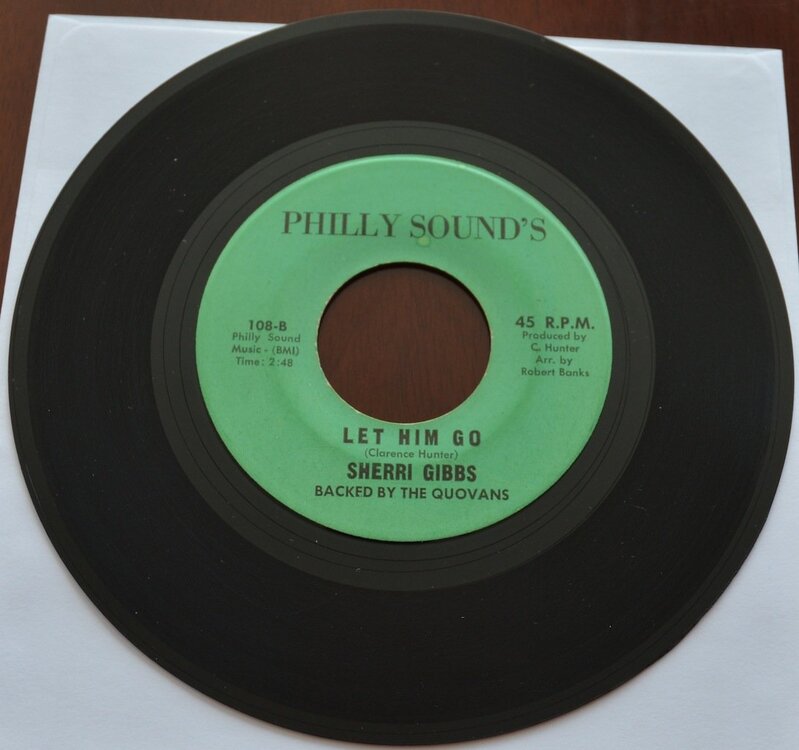 PHILLY SOUND'S
108-B
Philly Sound
Music - (BMI)
Time: 2:48
45 R.P.M.
Produced by
C. Hunter
Arr. by
Robert Banks
LET HIM GO
(Clarence Hunter)
SHERRI GIBBS
BACKED BY THE QUOVANS